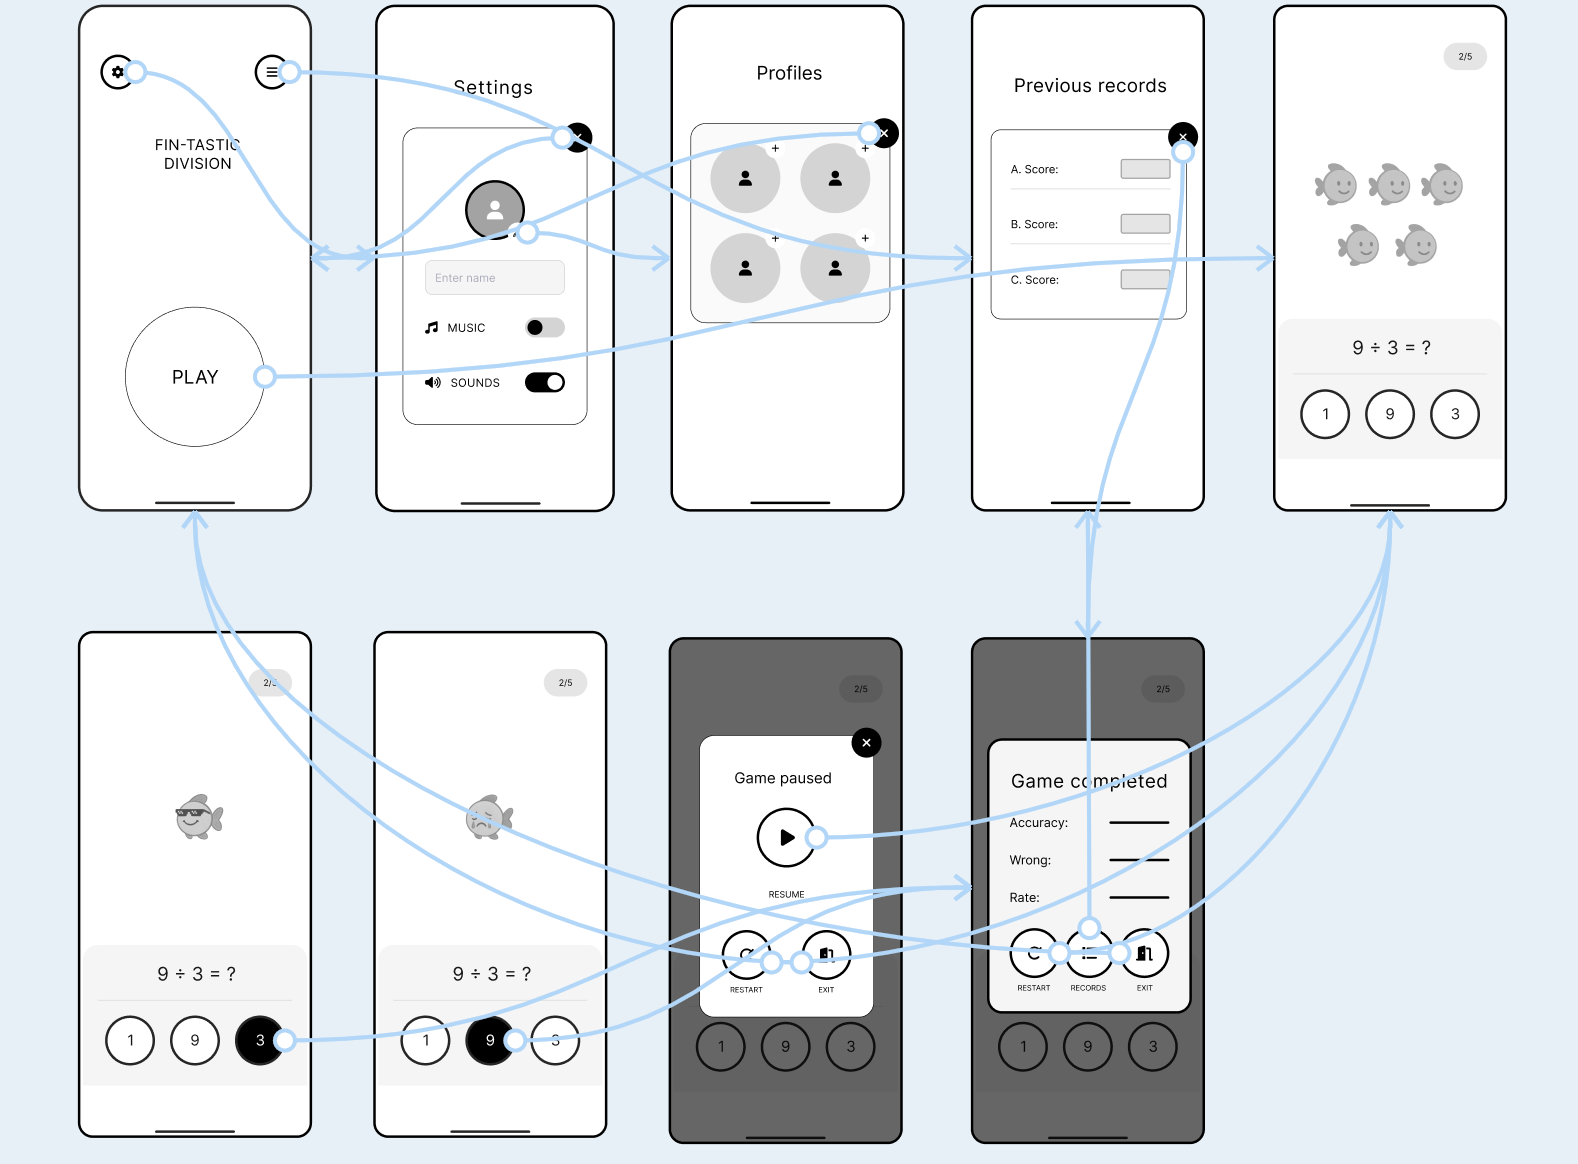 FIN-TASTIC
DIVISION
PLAY
Settings
Enter name
MUSIC
SOUNDS
Profiles
Previous records
A. Score:
B. Score:
C. Score:
2/5
9 ÷ 3 = ?
1 9 3
2/5
9 ÷ 3 = ?
1 9 3
2/5
9 ÷ 3 = ?
1 9 3
2/5
Game paused
RESUME
RESTART EXIT
1 9 3
2/5
Game completed
Accuracy:
Wrong:
Rate:
RESTART RECORDS EXIT
1 9 3